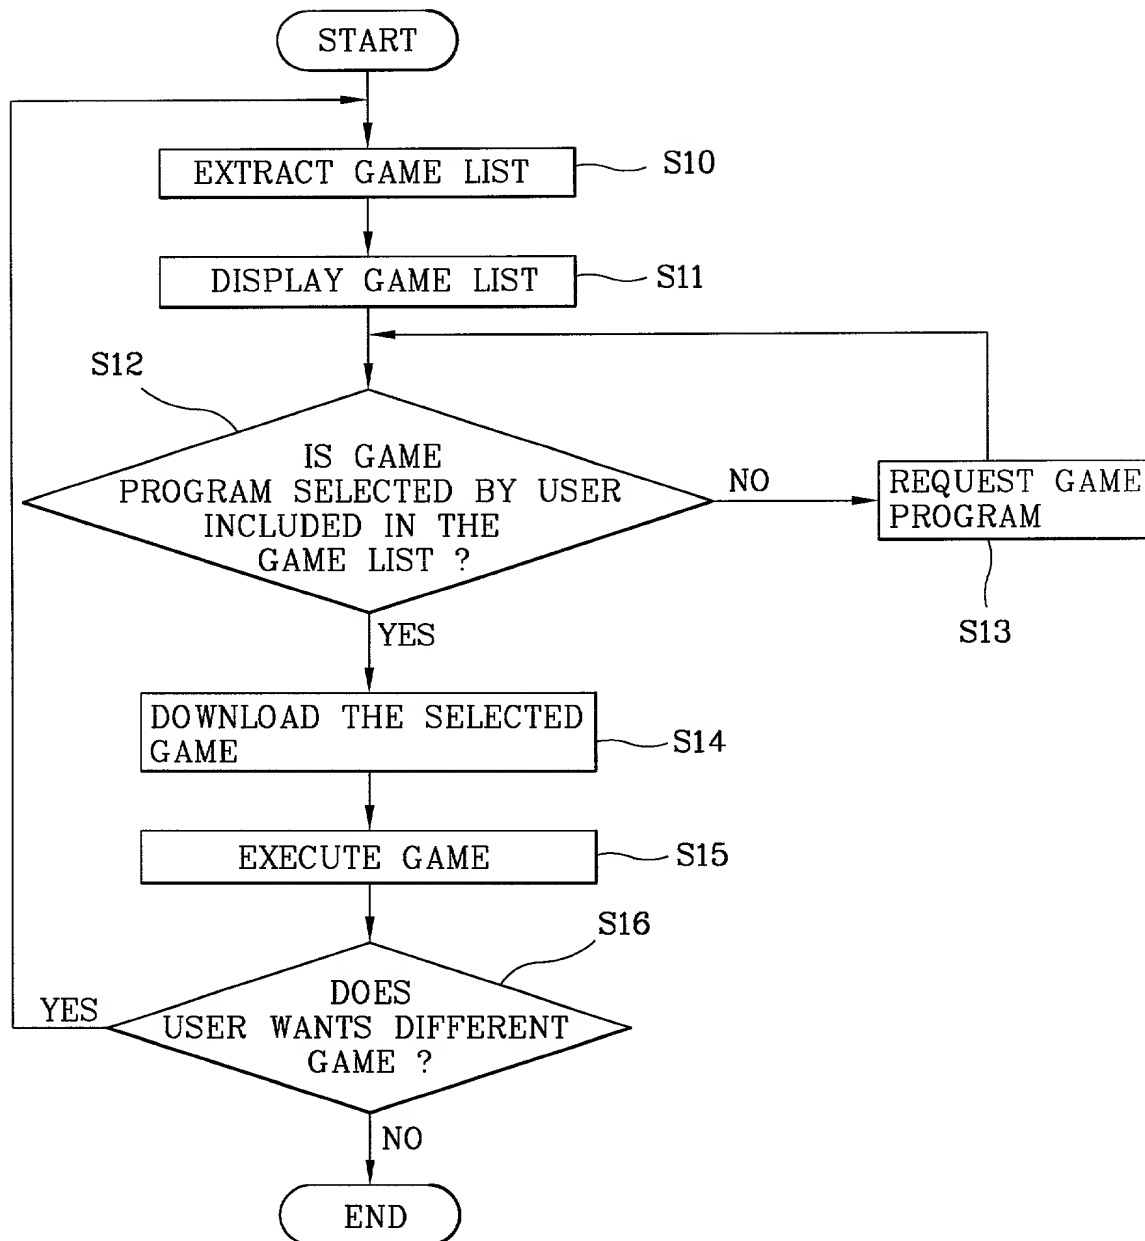 START
EXTRACT GAME LIST
S10
DISPLAY GAME LIST
S11
S12
IS GAME
PROGRAM SELECTED BY USER
INCLUDED IN THE
GAME LIST ?
NO
REQUEST GAME
PROGRAM
S13
YES
DOWNLOAD THE SELECTED
GAME
S14
EXECUTE GAME
S15
S16
DOES
USER WANTS DIFFERENT
GAME ?
YES
NO
END